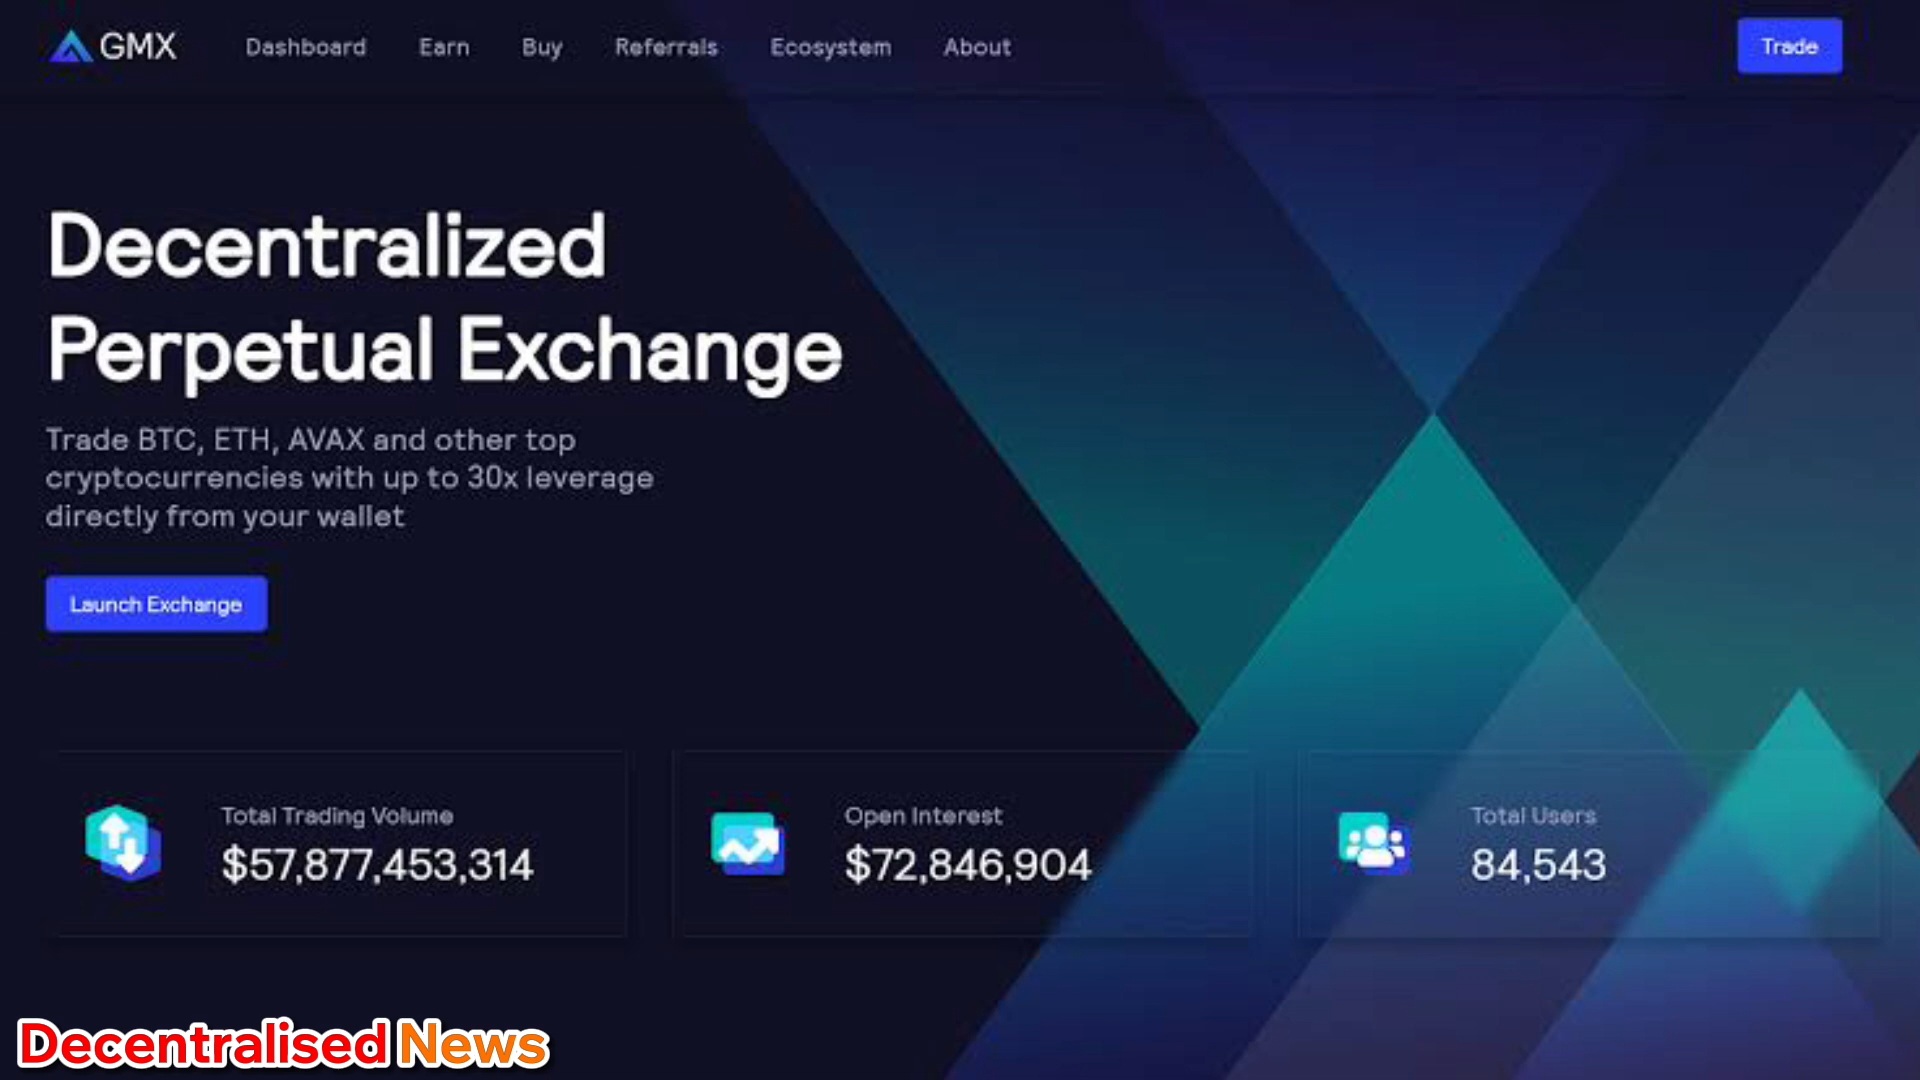 GMX Dashboard Earn Buy Referrals Ecosystem About Trade
Decentralized
Perpetual Exchange
Trade BTC, ETH, AVAX and other top
cryptocurrencies with up to 30x leverage
directly from your wallet
Launch Exchange
Total Trading Volume
$57,877,453,314
Open Interest
$72,846,904
Total Users
84,543
Decentralised News